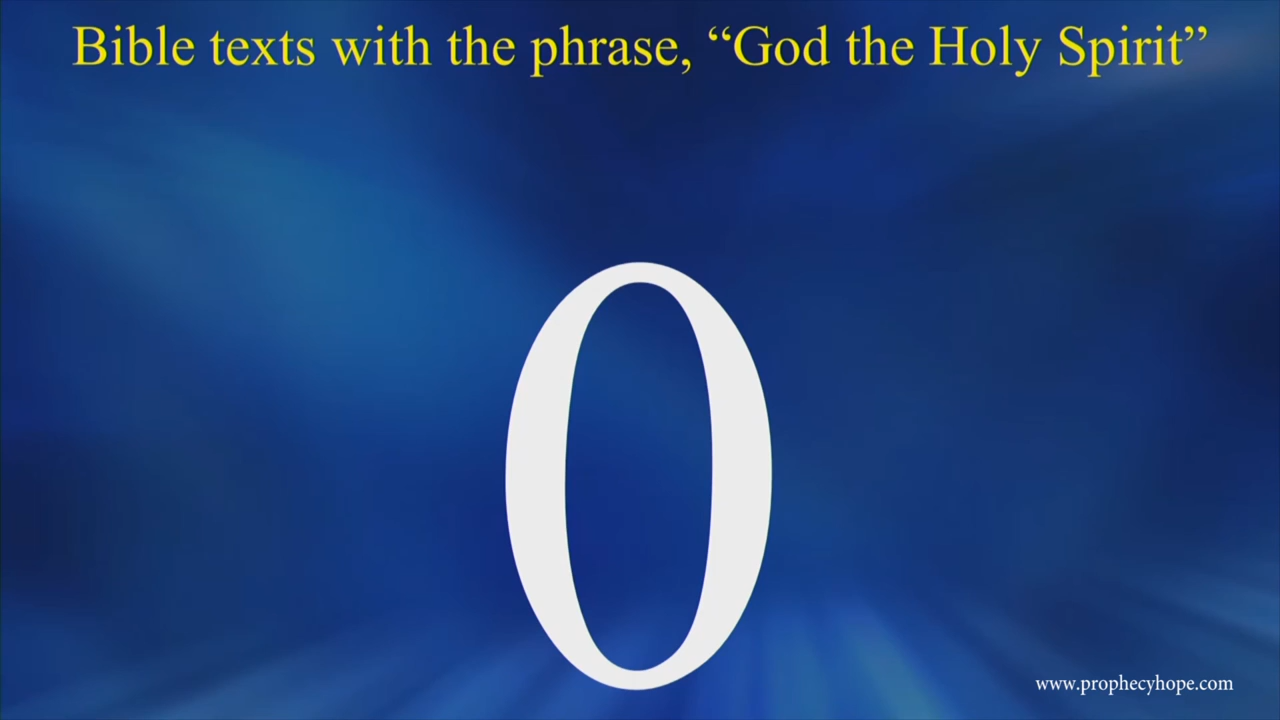 Bible texts with the phrase, “God the Holy Spirit”
0
www.prophecyhope.com